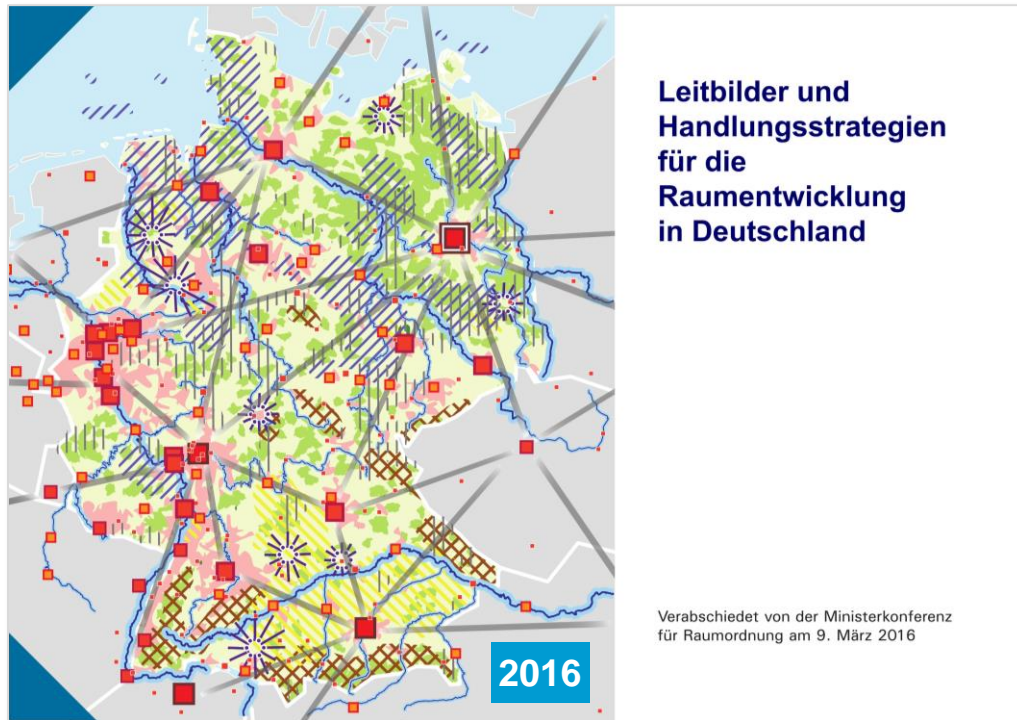 Leitbilder und
Handlungsstrategien
für die
Raumentwicklung
in Deutschland
Verabschiedet von der Ministerkonferenz
für Raumordnung am 9. März 2016
2016